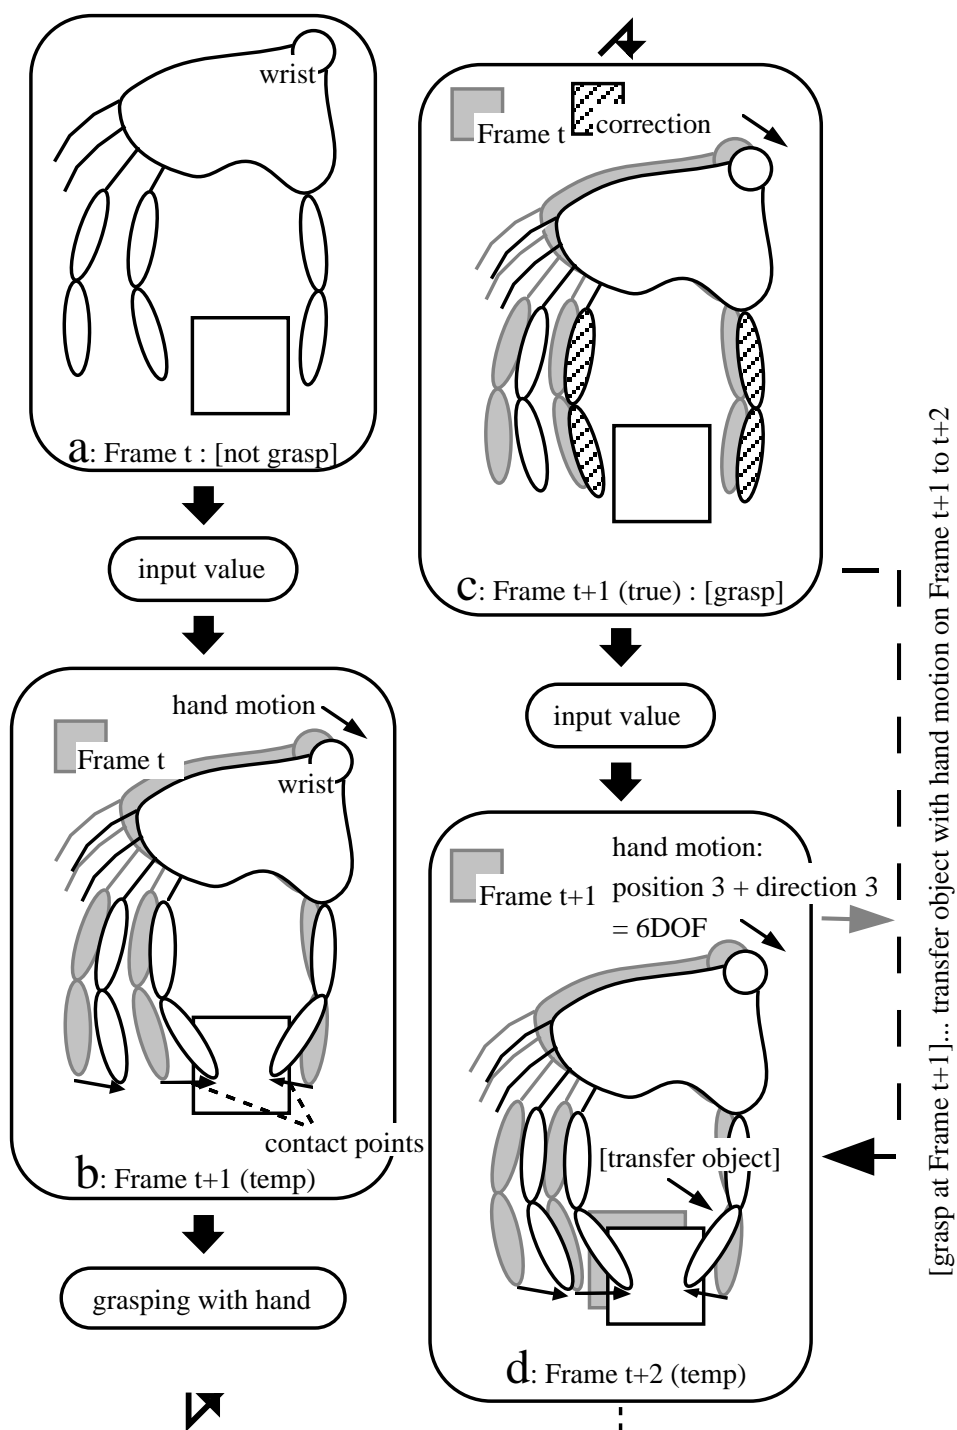 wrist
a: Frame t : [not grasp]
input value
hand motion
Frame t
wrist
contact points
b: Frame t+1 (temp)
grasping with hand
Frame t
correction
c: Frame t+1 (true) : [grasp]
input value
hand motion:
position 3 + direction 3
= 6DOF
Frame t+1
[transfer object]
d: Frame t+2 (temp)
[grasp at Frame t+1]... transfer object with hand motion on Frame t+1 to t+2